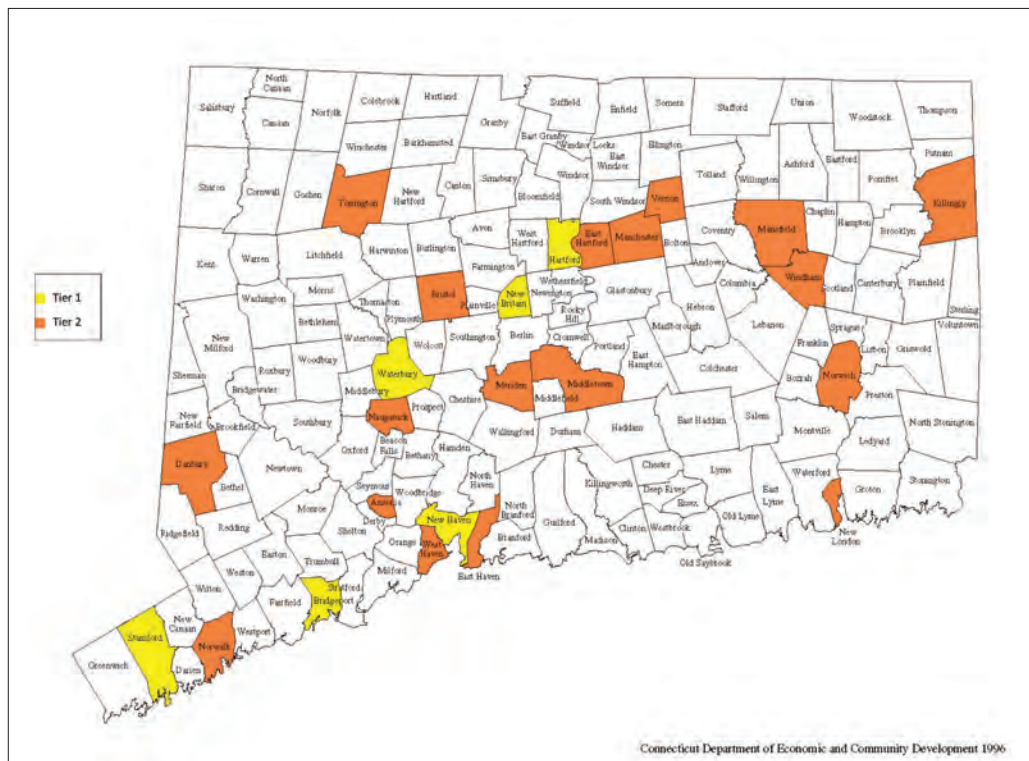 North
Canaan
Salisbury
Canaan
Norfolk
Colebrook
Hartland
Granby
Suffield
Enfield
Somers
Stafford
Union
Woodstock
Thompson
East Granby
Windsor Locks
Winchester
Barkhamsted
East
Windsor
Ellington
Putnam
Sharon
Cornwall
Goshen
Torrington
New
Hartford
Canton
Simsbury
Bloomfield
Windsor
South Windsor
Vernon
Tolland
Willington
Ashford
Eastford
Pomfret
Killingly
Avon
West
Hartford
Hartford
East
Hartford
Manchester
Bolton
Coventry
Mansfield
Chaplin
Hampton
Brooklyn
Kent
Warren
Litchfield
Harwinton
Burlington
Farmington
Wethersfield
Newington
Glastonbury
Andover
Columbia
Windham
Scotland
Canterbury
Plainfield
Sterling
Tier 1
Tier 2
Washington
Morris
Thomaston
Plymouth
Bristol
Plainville
New
Britain
Rocky
Hill
Hebron
Marlborough
Lebanon
Sprague
Franklin
Lisbon
Griswold
Voluntown
New
Milford
Bethlehem
Watertown
Wolcott
Southington
Berlin
Cromwell
Portland
East
Hampton
Colchester
Bozrah
Norwich
Preston
Sherman
Roxbury
Woodbury
Bridgewater
Waterbury
Middlebury
Naugatuck
Prospect
Cheshire
Meriden
Middletown
Middlefield
New
Fairfield
Brookfield
Southbury
Oxford
Beacon
Falls
Bethany
Hamden
Wallingford
Durham
Haddam
East Haddam
Salem
Montville
Ledyard
North Stonington
Danbury
Bethel
Newtown
Seymour
Woodbridge
North
Haven
North
Branford
Killingworth
Chester
Deep River
Essex
Lyme
East
Lyme
Waterford
Groton
Stonington
Ridgefield
Redding
Monroe
Shelton
Ansonia
Derby
Orange
New Haven
West
Haven
East Haven
Branford
Guilford
Madison
Clinton
Westbrook
Old Saybrook
Old Lyme
New
London
Wilton
Weston
Easton
Trumbull
Stratford
Bridgeport
Milford
Fairfield
Greenwich
Stamford
New
Canaan
Darien
Norwalk
Westport
Connecticut Department of Economic and Community Development 1996